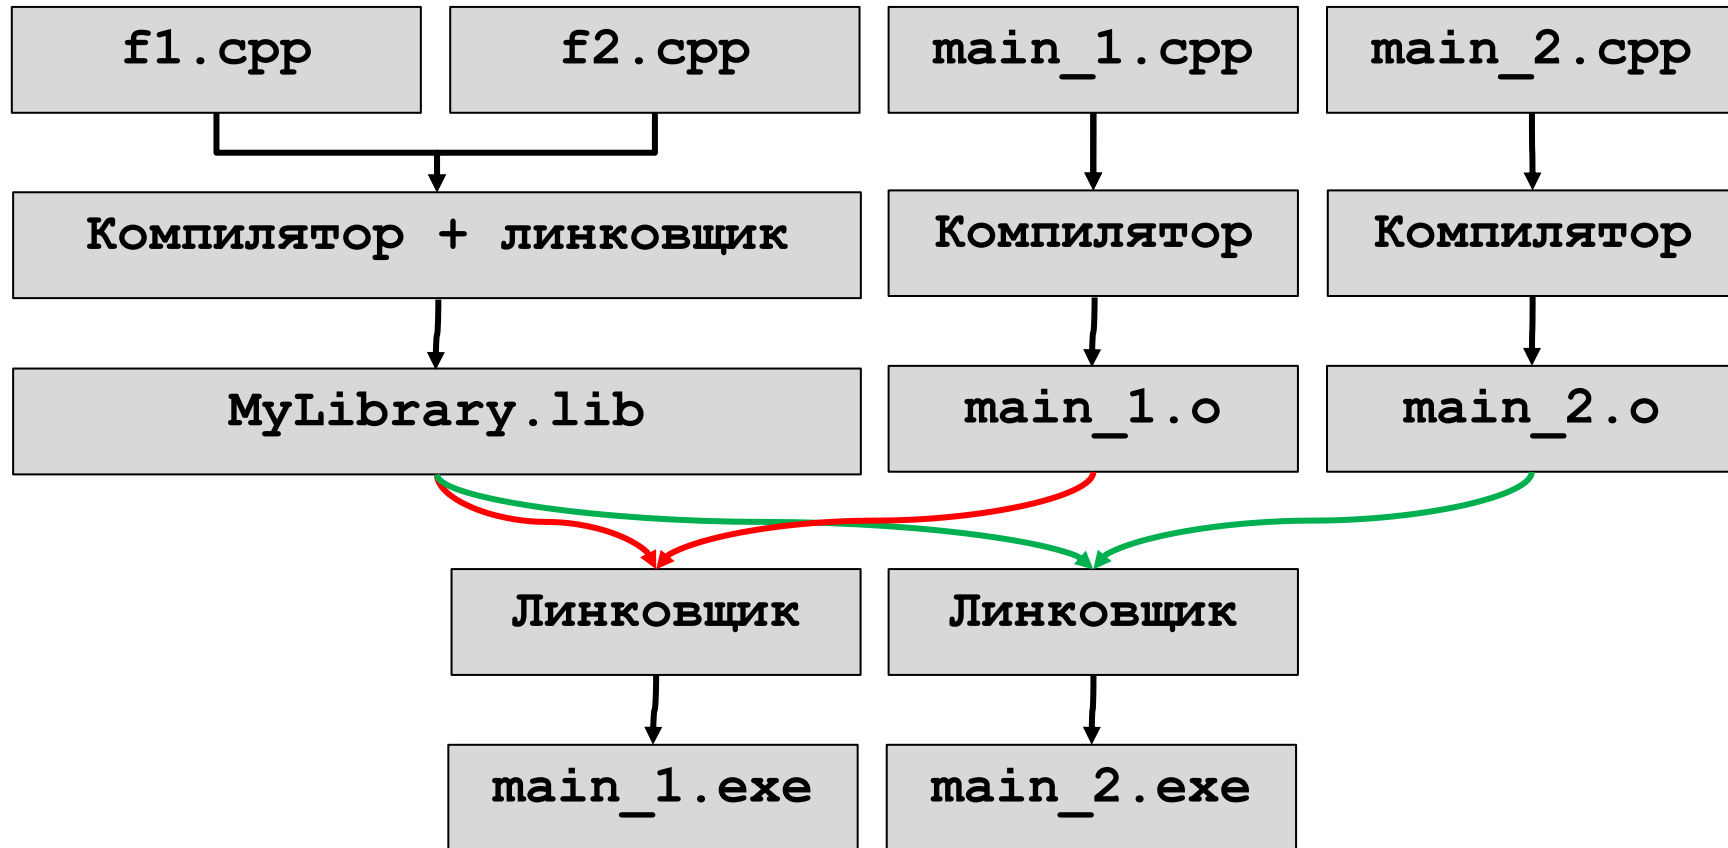 f1.cpp
f2.cpp
main_1.cpp
main_2.cpp
Компилятор + линковщик
Компилятор
Компилятор
MyLibrary.lib
main_1.o
main_2.o
Линковщик
Линковщик
main_1.exe
main_2.exe